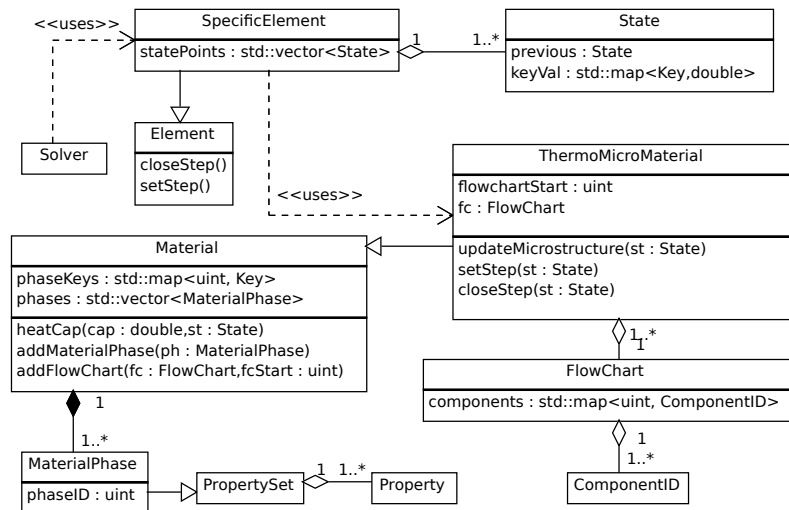 <<uses>>
SpecificElement
statePoints : std::vector<State>
1
1..*
State
previous : State
keyVal : std::map<Key,double>
Solver
Element
closeStep()
setStep()
<<uses>>
ThermoMicroMaterial
flowchartStart : uint
fc : FlowChart
updateMicrostructure(st : State)
setStep(st : State)
closeStep(st : State)
Material
phaseKeys : std::map<uint, Key>
phases : std::vector<MaterialPhase>
heatCap(cap : double,st : State)
addMaterialPhase(ph : MaterialPhase)
addFlowChart(fc : FlowChart,fcStart : uint)
1..*
1
FlowChart
components : std::map<uint, ComponentID>
1
1..*
1
1..*
MaterialPhase
phaseID : uint
PropertySet
1
1..*
Property
ComponentID